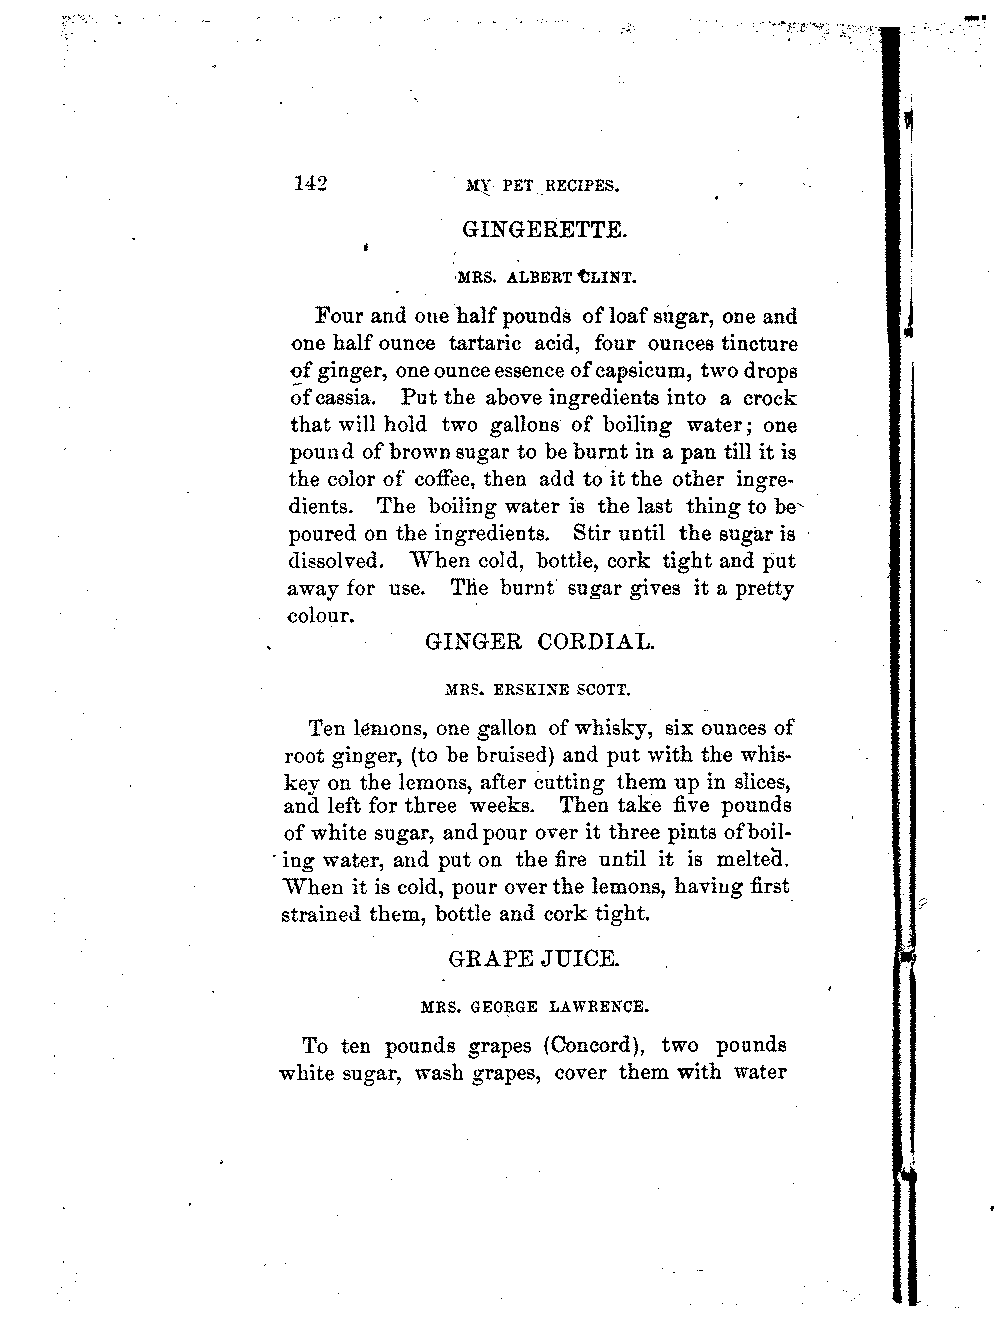 142 MY PET RECIPES.
GINGERETTE.
MRS. ALBERT CLINT.
Four and one half pounds of loaf sugar, one and
one half ounce tartaric acid, four ounces tincture
of ginger, one ounce essence of capsicum, two drops
of cassia. Put the above ingredients into a crock
that will hold two gallons of boiling water; one
pound of brown sugar to be burnt in a pan till it is
the color of coffee, then add to it the other ingre-
dients. The boiling water is the last thing to be
poured on the ingredients. Stir until the sugar is
dissolved. When cold, bottle, cork tight and put
away for use. The burnt sugar gives it a pretty
colour.
GINGER CORDIAL.
MRS. ERSKINE SCOTT.
Ten lemons, one gallon of whisky, six ounces of
root ginger, (to be bruised) and put with the whis-
key on the lemons, after cutting them up in slices,
and left for three weeks. Then take five pounds
of white sugar, and pour over it three pints of boil-
ing water, and put on the fire until it is melted.
When it is cold, pour over the lemons, having first
strained them, bottle and cork tight.
GRAPE JUICE.
MRS. GEORGE LAWRENCE.
To ten pounds grapes (Concord), two pounds
white sugar, wash grapes, cover them with water